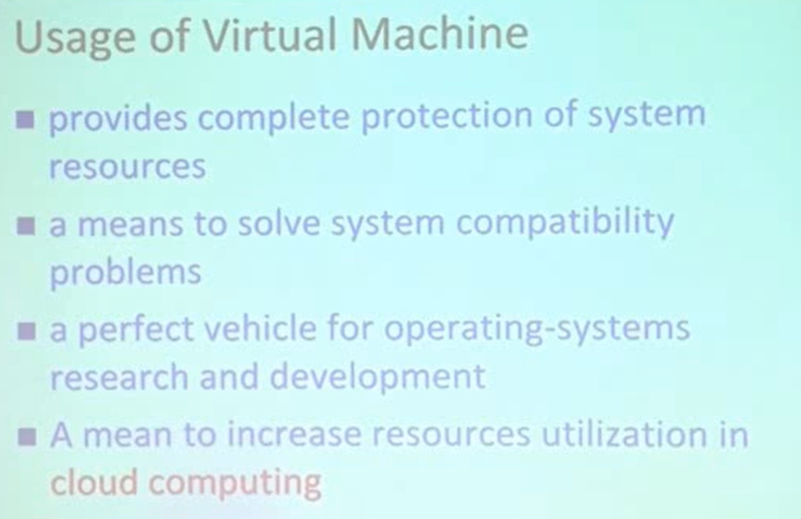 Usage of Virtual Machine
■ provides complete protection of system
resources
■ a means to solve system compatibility
problems
■ a perfect vehicle for operating-systems
research and development
■ A mean to increase resources utilization in
cloud computing